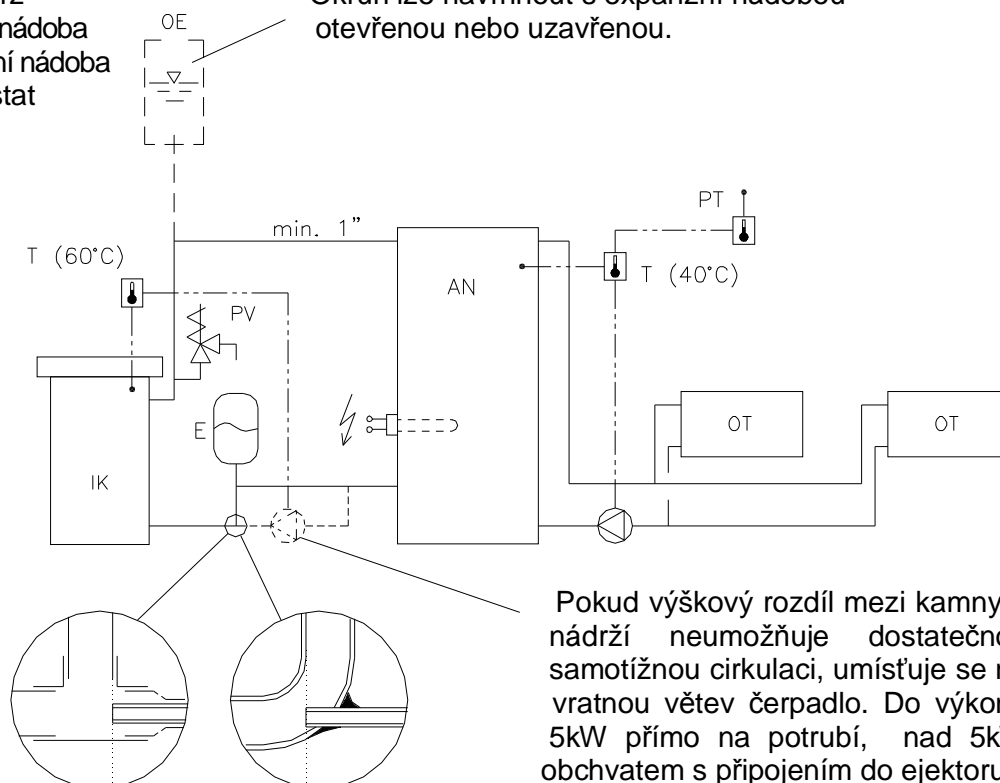 nádoba
ní nádoba
stat
otevřenou nebo uzavřenou.
OE
PT
min. 1"
T (60°C)
T (40°C)
AN
PV
E
OT
OT
IK
Pokud výškový rozdíl mezi kamny
nádrží neumožňuje dostatečno
samotížnou cirkulaci, umísťuje se n
vratnou větev čerpadlo. Do výkon
5kW přímo na potrubí, nad 5k
obchvatem s připojením do ejektoru